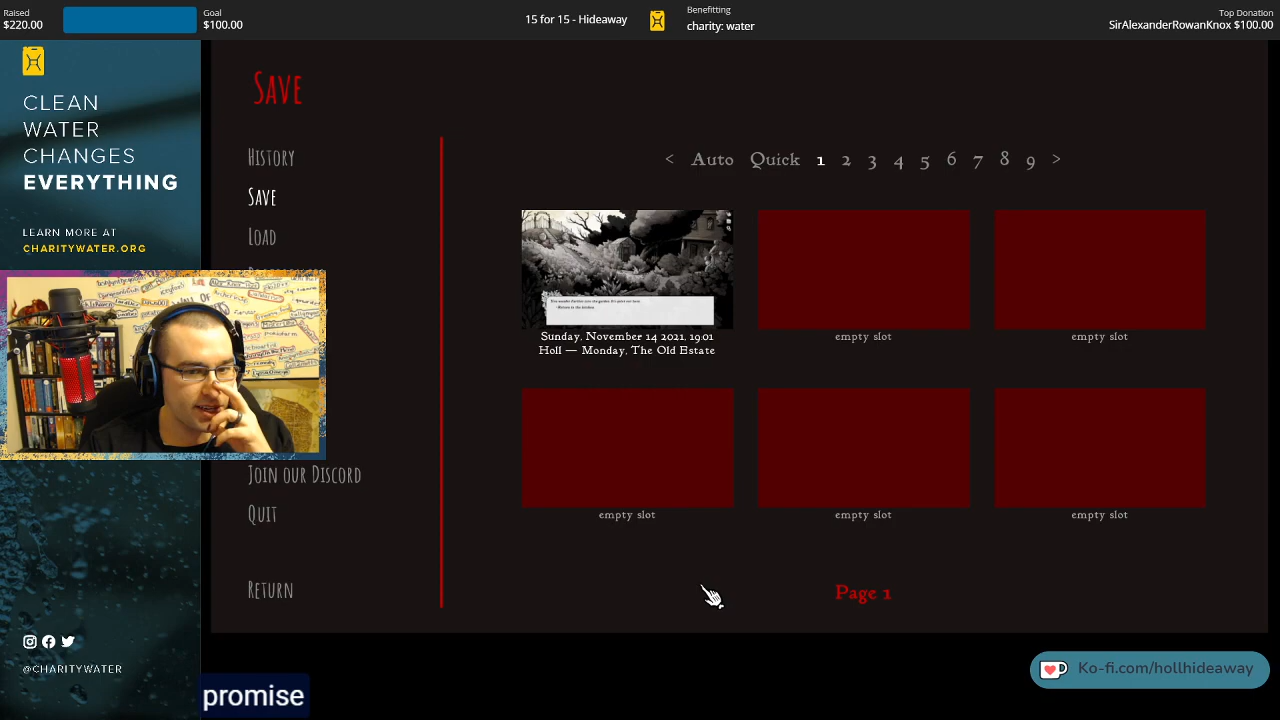 Raised
$220.00
Goal
$100.00
15 for 15 - Hideaway
Benefitting
charity: water
Top Donation
SirAlexanderRowanKnox $100.00
CLEAN
WATER
CHANGES
EVERYTHING
LEARN MORE AT
CHARITYWATER.ORG
@CHARITYWATER
Save
History
Save
Load
Join our Discord
Quit
Return
< Auto Quick 1 2 3 4 5 6 7 8 9 >
Sunday, November 14 2021, 19:01
Holl — Monday, The Old Estate
empty slot
empty slot
empty slot
empty slot
empty slot
Page 1
promise
Ko-fi.com/hollhideaway